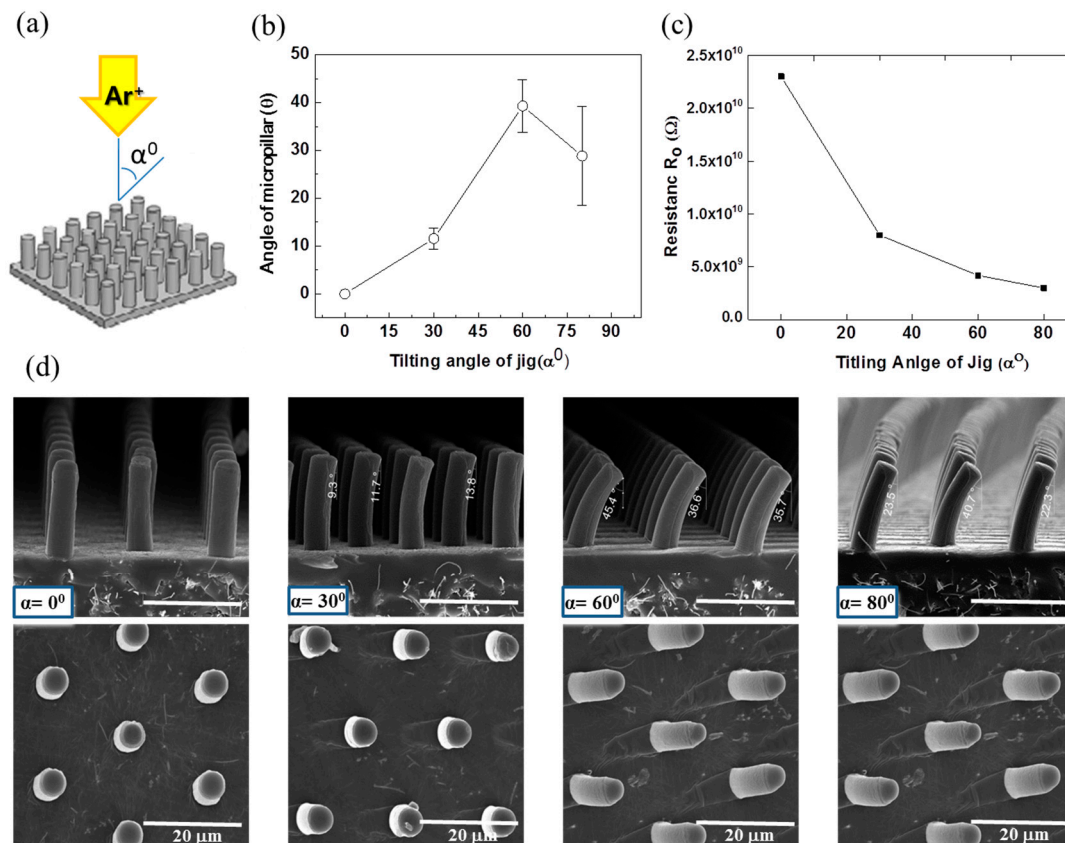 (a)
Ar+
α⁰
(b)
50
40
30
20
10
0
Angle of micropillar (θ)
0 15 30 45 60 75 90
Tilting angle of jig(α⁰)
(c)
2.5x10¹⁰
2.0x10¹⁰
1.5x10¹⁰
1.0x10¹⁰
5.0x10⁹
0.0
Resistanc Rₒ (Ω)
0 20 40 60 80
Titling Anlge of Jig (α⁰)
(d)
α= 0⁰
9.3 °
11.7 °
13.8 °
α= 30⁰
45.4 °
36.6 °
35.7 °
α= 60⁰
23.5 °
40.7 °
22.3 °
α= 80⁰
20 µm
20 µm
20 µm
20 µm